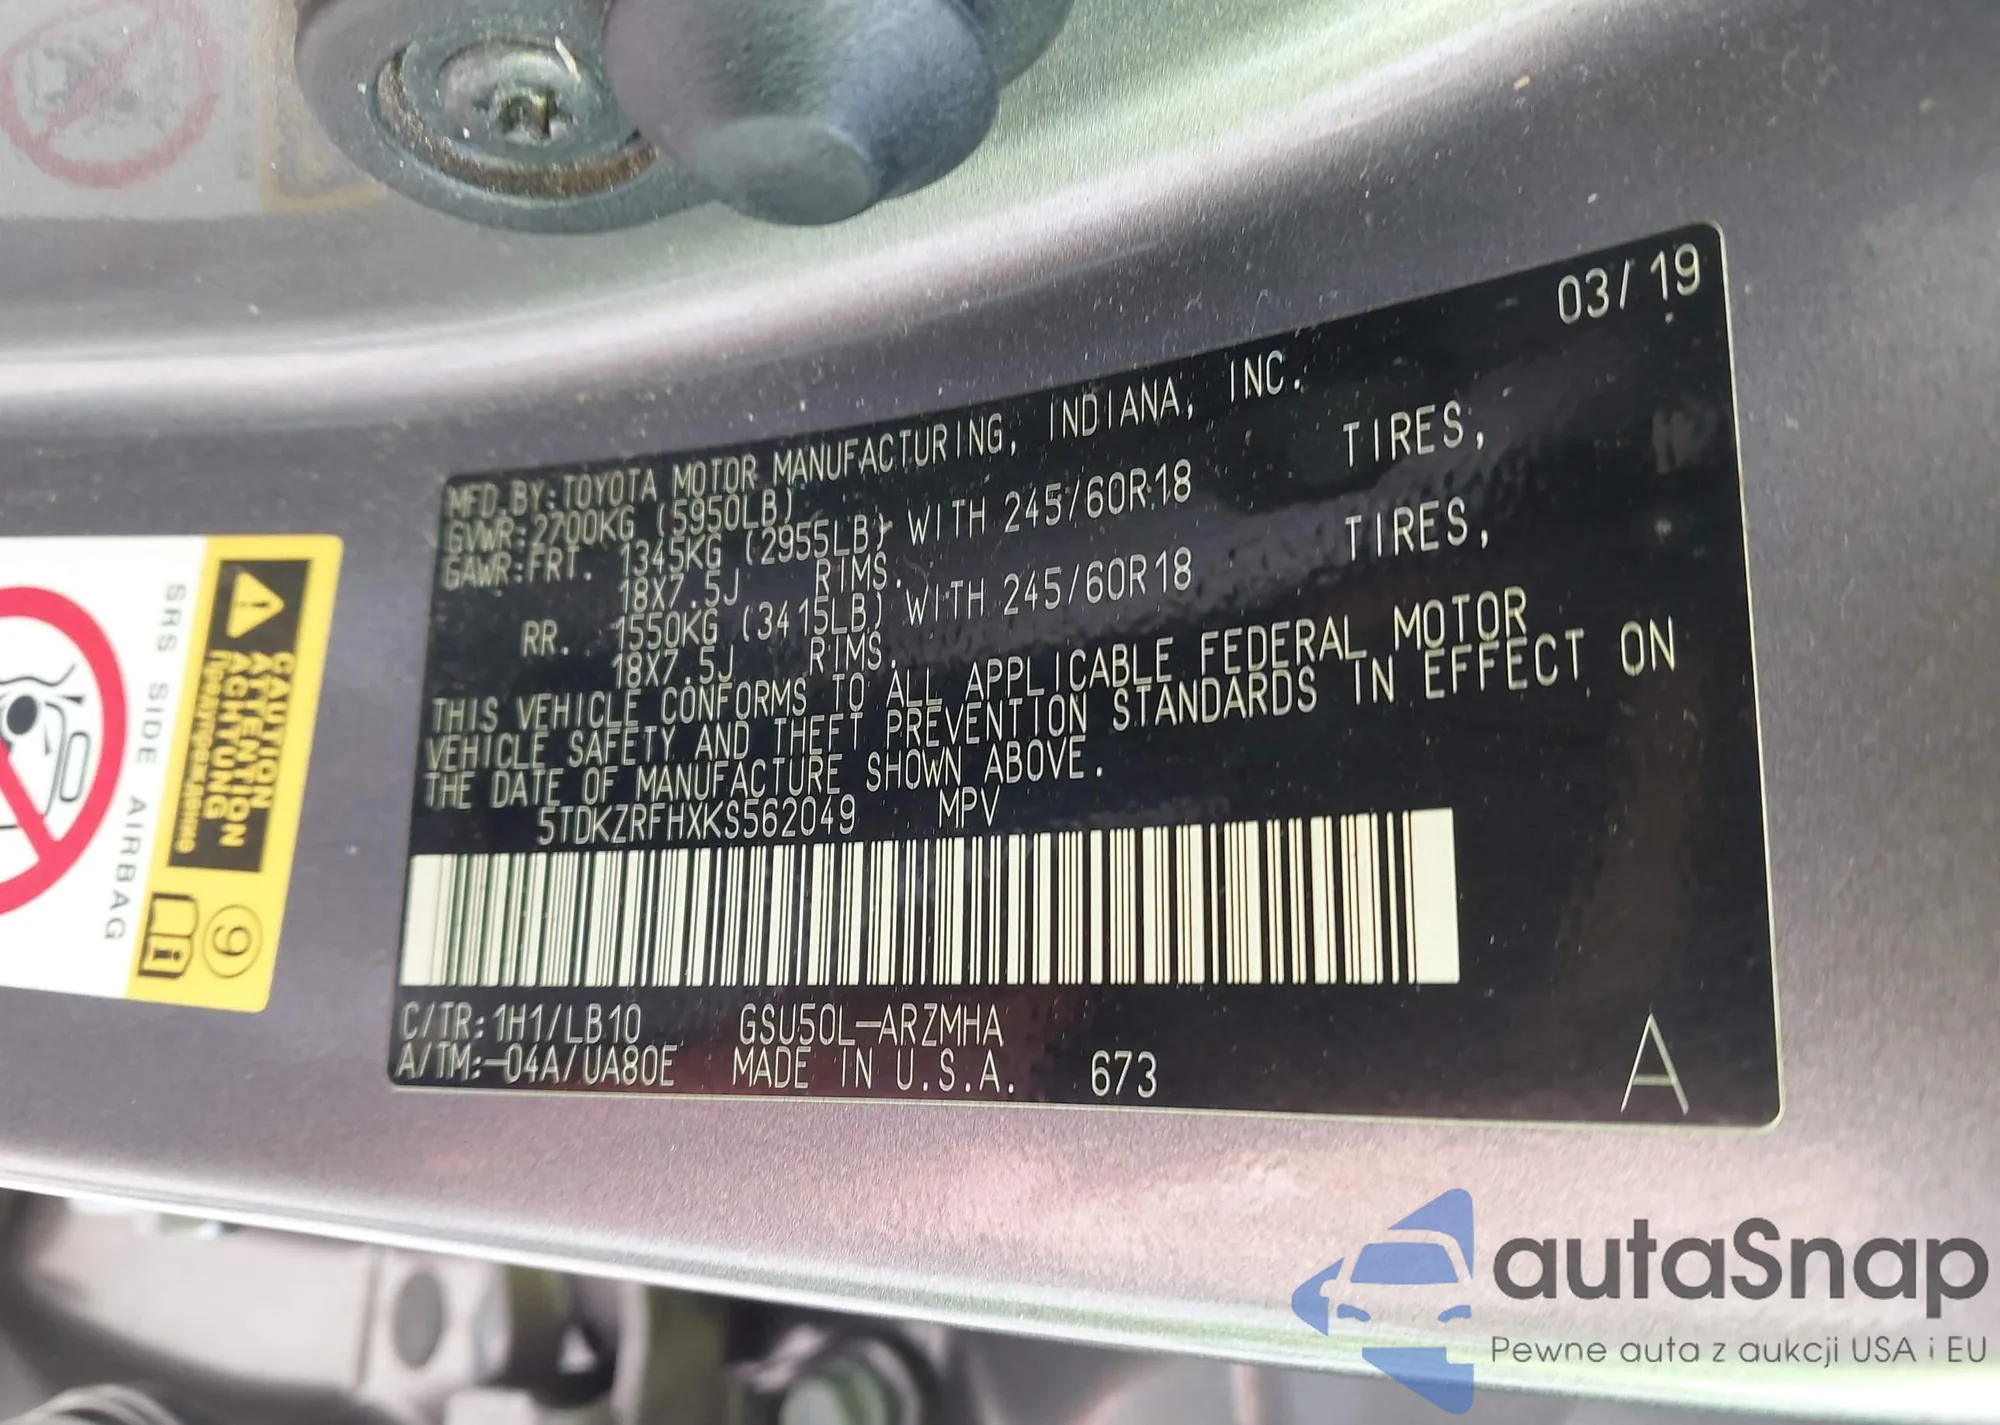 03/19
MFD.BY:TOYOTA MOTOR MANUFACTURING, INDIANA, INC.
GVWR:2700KG (5950LB)
GAWR:FRT. 1345KG (2955LB) WITH 245/60R18 TIRES,
18X7.5J RIMS.
RR. 1550KG (3415LB) WITH 245/60R18 TIRES,
18X7.5J RIMS.
THIS VEHICLE CONFORMS TO ALL APPLICABLE FEDERAL MOTOR
VEHICLE SAFETY AND THEFT PREVENTION STANDARDS IN EFFECT ON
THE DATE OF MANUFACTURE SHOWN ABOVE.
5TDKZRFHXKS562049 MPV
C/TR:1H1/LB10 GSU50L-ARZMHA
A/TM:-04A/UA80E MADE IN U.S.A. 673
A
CAUTION
ATTENTION
ACHTUNG
Предупреждение
SRS SIDE AIRBAG
9
i
autaSnap
Pewne auta z aukcji USA i EU